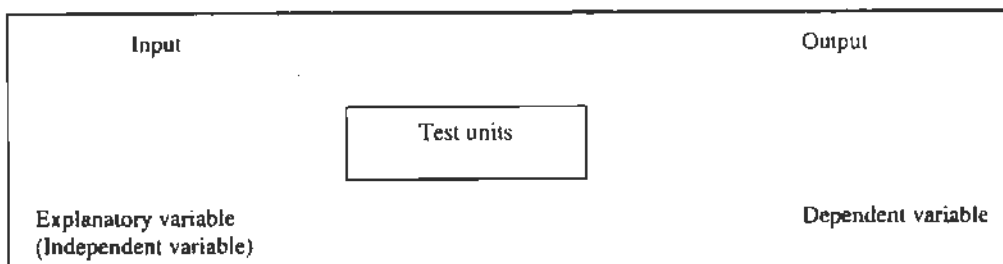 Input
Output
Test units
Explanatory variable
(Independent variable)
Dependent variable